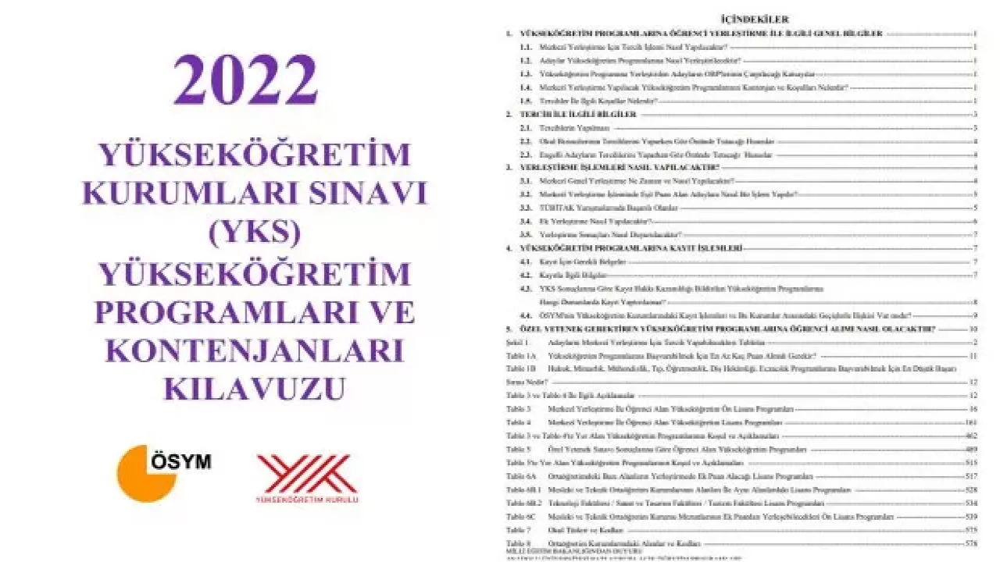 2022
YÜKSEKÖĞRETİM
KURUMLARI SINAVI
(YKS)
YÜKSEKÖĞRETİM
PROGRAMLARI VE
KONTENJANLARI
KILAVUZU
ÖSYM
YÜKSEKÖĞRETİM KURULU
İÇİNDEKİLER
1. YÜKSEKÖĞRETİM PROGRAMLARINA ÖĞRENCİ YERLEŞTİRME İLE İLGİLİ GENEL BİLGİLER 1
1.1. Merkezi Yerleştirme İçin Tercih İşlemi Nasıl Yapılacaktır? 1
1.2. Adaylar Yükseköğretim Programlarına Nasıl Yerleştirilecektir? 1
1.3. Yükseköğretim Programına Yerleştirilen Adayların OBP'lerinin Çarpılacağı Katsayılar 1
1.4. Merkezi Yerleştirme Yapılacak Yükseköğretim Programlarının Kontenjan ve Koşulları Nelerdir? 1
1.5. Tercihler İle İlgili Koşullar Nelerdir? 1
2. TERCİH İLE İLGİLİ BİLGİLER 3
2.1. Tercihlerin Yapılması 3
2.2. Okul Birincilerinin Tercihlerini Yaparken Göz Önünde Tutacağı Hususlar 4
2.3. Engelli Adayların Tercihlerini Yaparken Göz Önünde Tutacağı Hususlar 4
3. YERLEŞTİRME İŞLEMLERİ NASIL YAPILACAKTIR? 4
3.1. Merkezi Genel Yerleştirme Ne Zaman ve Nasıl Yapılacaktır? 4
3.2. Merkezi Yerleştirme İşleminde Eşit Puan Alan Adaylara Nasıl Bir İşlem Yapılır? 5
3.3. TÜBİTAK Yarışmalarında Başarılı Olanlar 5
3.4. Ek Yerleştirme Nasıl Yapılacaktır? 6
3.5. Yerleştirme Sonuçları Nasıl Duyurulacaktır? 7
4. YÜKSEKÖĞRETİM PROGRAMLARINA KAYIT İŞLEMLERİ 7
4.1. Kayıt İçin Gerekli Belgeler 7
4.2. Kayıtla İlgili Bilgiler 7
4.3. YKS Sonuçlarına Göre Kayıt Hakkı Kazandığı Bildirilen Yükseköğretim Programlarına
Hangi Durumlarda Kayıt Yaptırılamaz? 8
4.4. ÖSYM'nin Yükseköğretim Kurumlarındaki Kayıt İşlemleri ve Bu Kurumlar Arasındaki Geçişlerle İlişkisi Var mıdır? 9
5. ÖZEL YETENEK GEREKTİREN YÜKSEKÖĞRETİM PROGRAMLARINA ÖĞRENCİ ALIMI NASIL OLACAKTIR? 10
Şekil 1 Adayların Merkezi Yerleştirme İçin Tercih Yapabilecekleri Tablolar 2
Tablo 1A Yükseköğretim Programlarına Başvurabilmek İçin En Az Kaç Puan Almak Gerekir? 11
Tablo 1B Hukuk, Mimarlık, Mühendislik, Tıp, Öğretmenlik, Diş Hekimliği, Eczacılık Programlarına Başvurabilmek İçin En Düşük Başarı
Sırası Nedir? 12
Tablo 3 ve Tablo 4 İle İlgili Açıklamalar 12
Tablo 3 Merkezi Yerleştirme İle Öğrenci Alan Yükseköğretim Ön Lisans Programları 16
Tablo 4 Merkezi Yerleştirme İle Öğrenci Alan Yükseköğretim Lisans Programları 161
Tablo 3 ve Tablo 4'te Yer Alan Yükseköğretim Programlarının Koşul ve Açıklamaları 462
Tablo 5 Özel Yetenek Sınavı Sonuçlarına Göre Öğrenci Alan Yükseköğretim Programları 489
Tablo 5'te Yer Alan Yükseköğretim Programlarının Koşul ve Açıklamaları 515
Tablo 6A Ortaöğretimdeki Bazı Alanların Yerleştirmede Ek Puan Alacağı Lisans Programları 517
Tablo 6B.1 Mesleki ve Teknik Ortaöğretim Kurumlarının Alanları İle Aynı Alanlardaki Lisans Programları 528
Tablo 6B.2 Teknoloji Fakültesi / Sanat ve Tasarım Fakültesi / Turizm Fakültesi Lisans Programları 534
Tablo 6C Mesleki ve Teknik Ortaöğretim Kurumu Mezunlarının Ek Puanları Yerleşebilecekleri Ön Lisans Programları 539
Tablo 7 Okul Türleri ve Kodları 575
Tablo 8 Ortaöğretim Kurumlarındaki Alanlar ve Kodları 576
MİLLİ EĞİTİM BAKANLIĞINDAN DUYURU